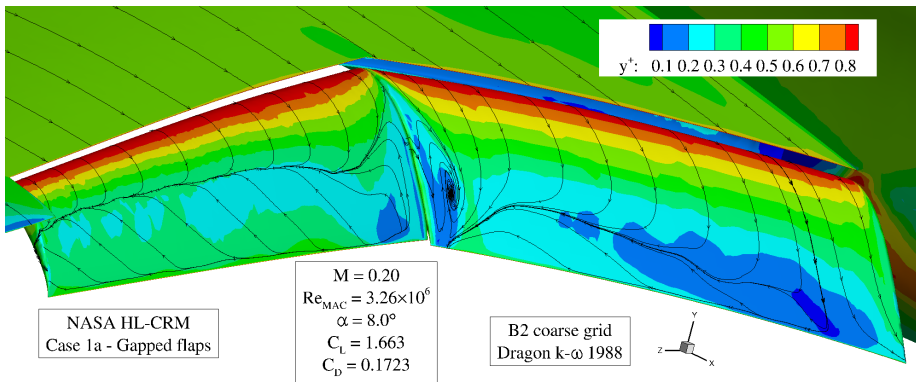 y+: 0.1 0.2 0.3 0.4 0.5 0.6 0.7 0.8
NASA HL-CRM
Case 1a - Gapped flaps
M = 0.20
Re_MAC = 3.26×10^6
α = 8.0°
C_L = 1.663
C_D = 0.1723
B2 coarse grid
Dragon k-ω 1988
Y
Z
X